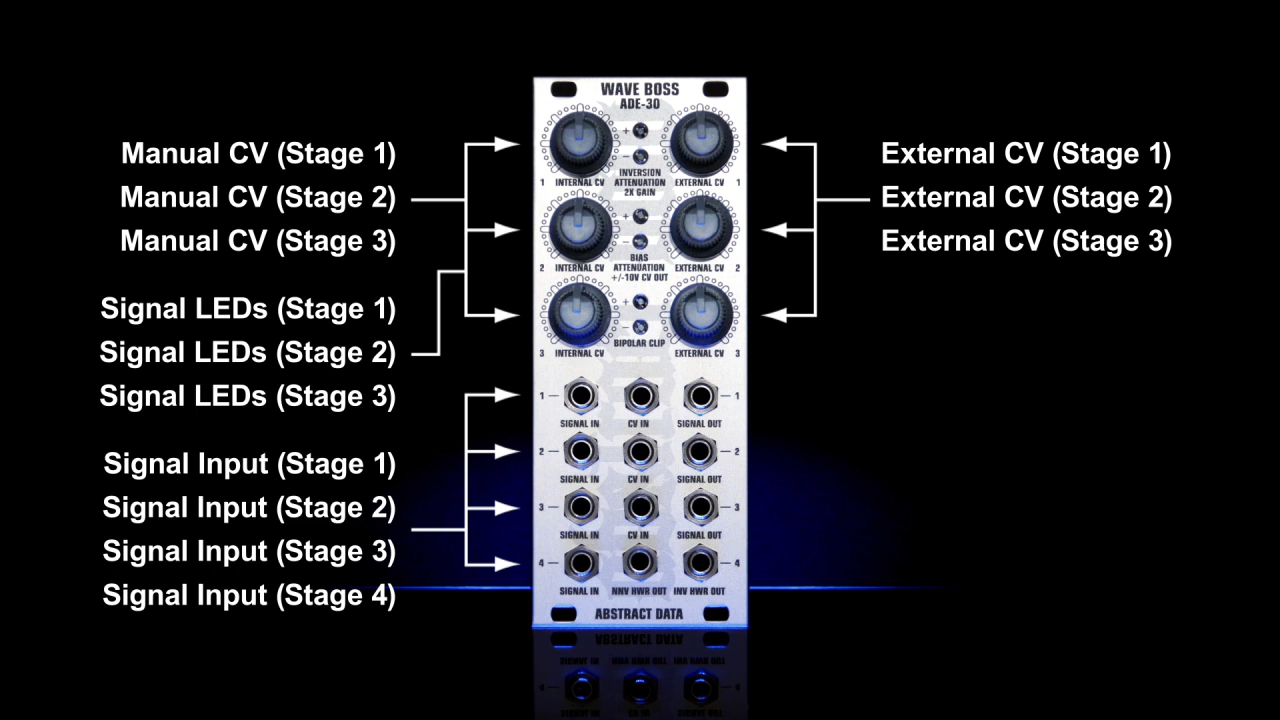 Manual CV (Stage 1)
Manual CV (Stage 2)
Manual CV (Stage 3)
Signal LEDs (Stage 1)
Signal LEDs (Stage 2)
Signal LEDs (Stage 3)
Signal Input (Stage 1)
Signal Input (Stage 2)
Signal Input (Stage 3)
Signal Input (Stage 4)
WAVE BOSS
ADE-30
+
−
INVERSION
1 INTERNAL CV ATTENUATION EXTERNAL CV 1
2X GAIN
+
−
BIAS
2 INTERNAL CV ATTENUATION EXTERNAL CV 2
+/-10V CV OUT
+
−
BIPOLAR CLIP
3 INTERNAL CV EXTERNAL CV 3
1 1
SIGNAL IN CV IN SIGNAL OUT
2 2
SIGNAL IN CV IN SIGNAL OUT
3 3
SIGNAL IN CV IN SIGNAL OUT
4 4
SIGNAL IN NNV HWR OUT INV HWR OUT
ABSTRACT DATA
External CV (Stage 1)
External CV (Stage 2)
External CV (Stage 3)